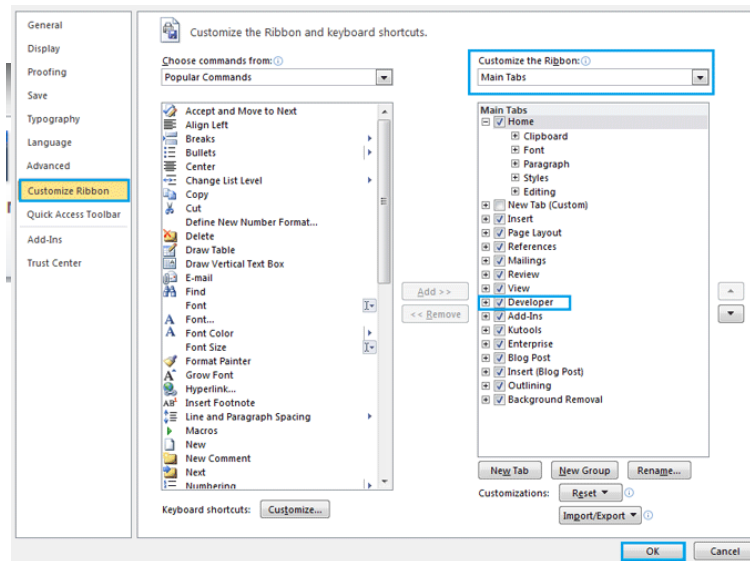 General
Display
Proofing
Save
Typography
Language
Advanced
Customize Ribbon
Quick Access Toolbar
Add-Ins
Trust Center
Customize the Ribbon and keyboard shortcuts.
Choose commands from:
Popular Commands
Accept and Move to Next
Align Left
Breaks
Bullets
Center
Change List Level
Copy
Cut
Define New Number Format...
Delete
Draw Table
Draw Vertical Text Box
E-mail
Find
Font
Font...
Font Color
Font Size
Format Painter
Grow Font
Hyperlink...
Insert Footnote
Line and Paragraph Spacing
Macros
New
New Comment
Next
Numbering
Keyboard shortcuts: Customize...
Add >>
<< Remove
Customize the Ribbon:
Main Tabs
Main Tabs
Home
Clipboard
Font
Paragraph
Styles
Editing
New Tab (Custom)
Insert
Page Layout
References
Mailings
Review
View
Developer
Add-Ins
Kutools
Enterprise
Blog Post
Insert (Blog Post)
Outlining
Background Removal
New Tab New Group Rename...
Customizations: Reset
Import/Export
OK Cancel